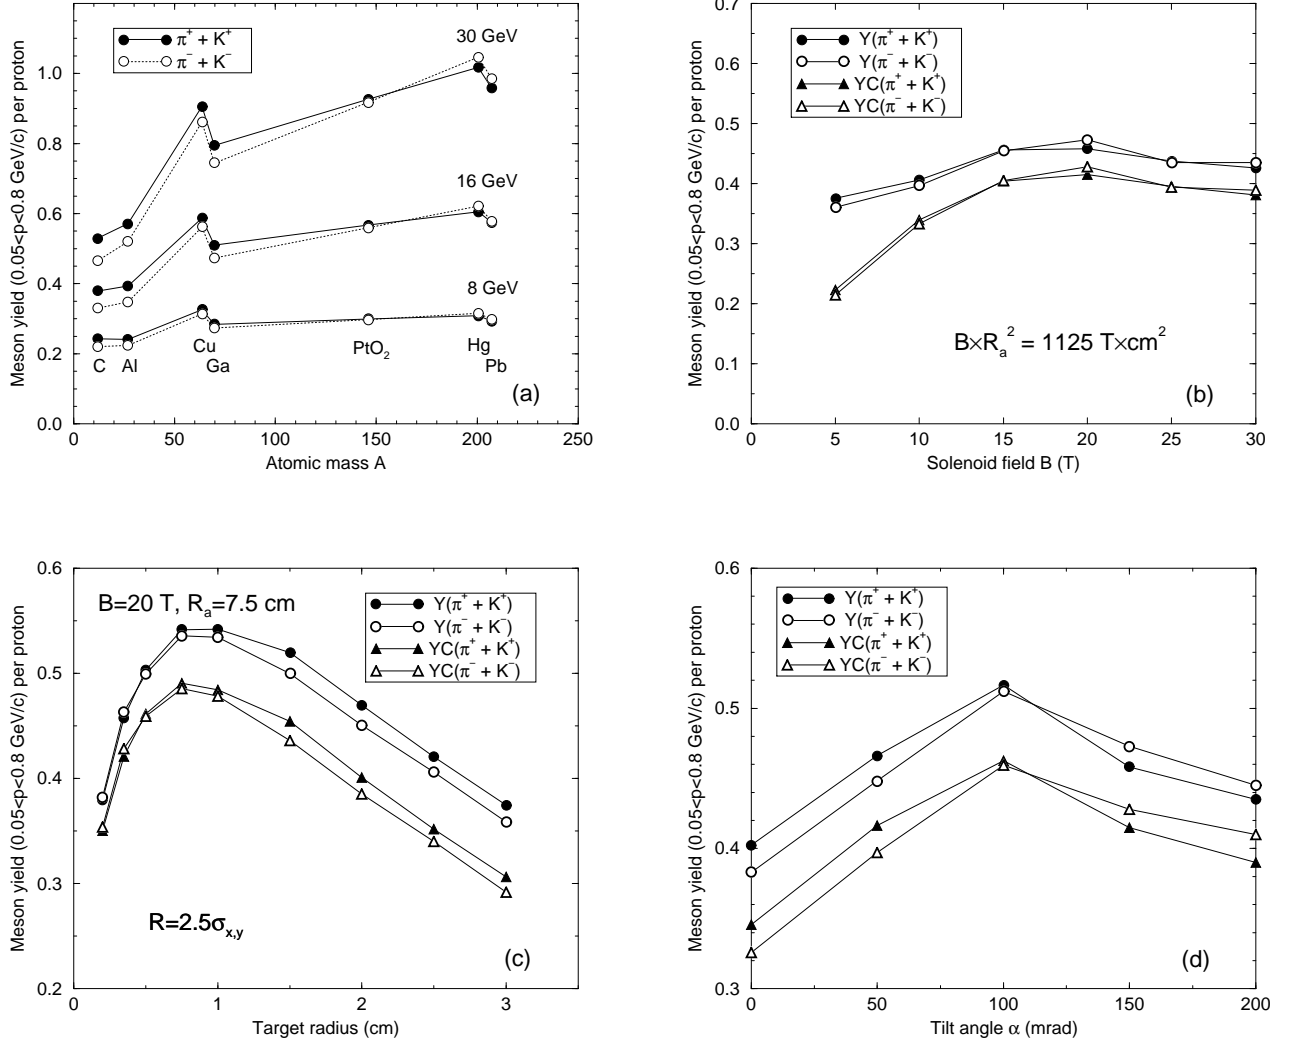 Meson yield (0.05<p<0.8 GeV/c) per proton
1.0
0.8
0.6
0.4
0.2
0.0
π⁺ + K⁺
π⁻ + K⁻
30 GeV
16 GeV
8 GeV
C Al
Cu
Ga
PtO₂
Hg
Pb
(a)
0 50 100 150 200 250
Atomic mass A
Meson yield (0.05<p<0.8 GeV/c) per proton
0.7
0.6
0.5
0.4
0.3
0.2
0.1
0.0
Y(π⁺ + K⁺)
Y(π⁻ + K⁻)
YC(π⁺ + K⁺)
YC(π⁻ + K⁻)
B×Rₐ² = 1125 T×cm²
(b)
0 5 10 15 20 25 30
Solenoid field B (T)
Meson yield (0.05<p<0.8 GeV/c) per proton
0.6
0.5
0.4
0.3
0.2
B=20 T, Rₐ=7.5 cm
Y(π⁺ + K⁺)
Y(π⁻ + K⁻)
YC(π⁺ + K⁺)
YC(π⁻ + K⁻)
R=2.5σx,y
(c)
0 1 2 3
Target radius (cm)
Meson yield (0.05<p<0.8 GeV/c) per proton
0.6
0.5
0.4
0.3
Y(π⁺ + K⁺)
Y(π⁻ + K⁻)
YC(π⁺ + K⁺)
YC(π⁻ + K⁻)
(d)
0 50 100 150 200
Tilt angle α (mrad)